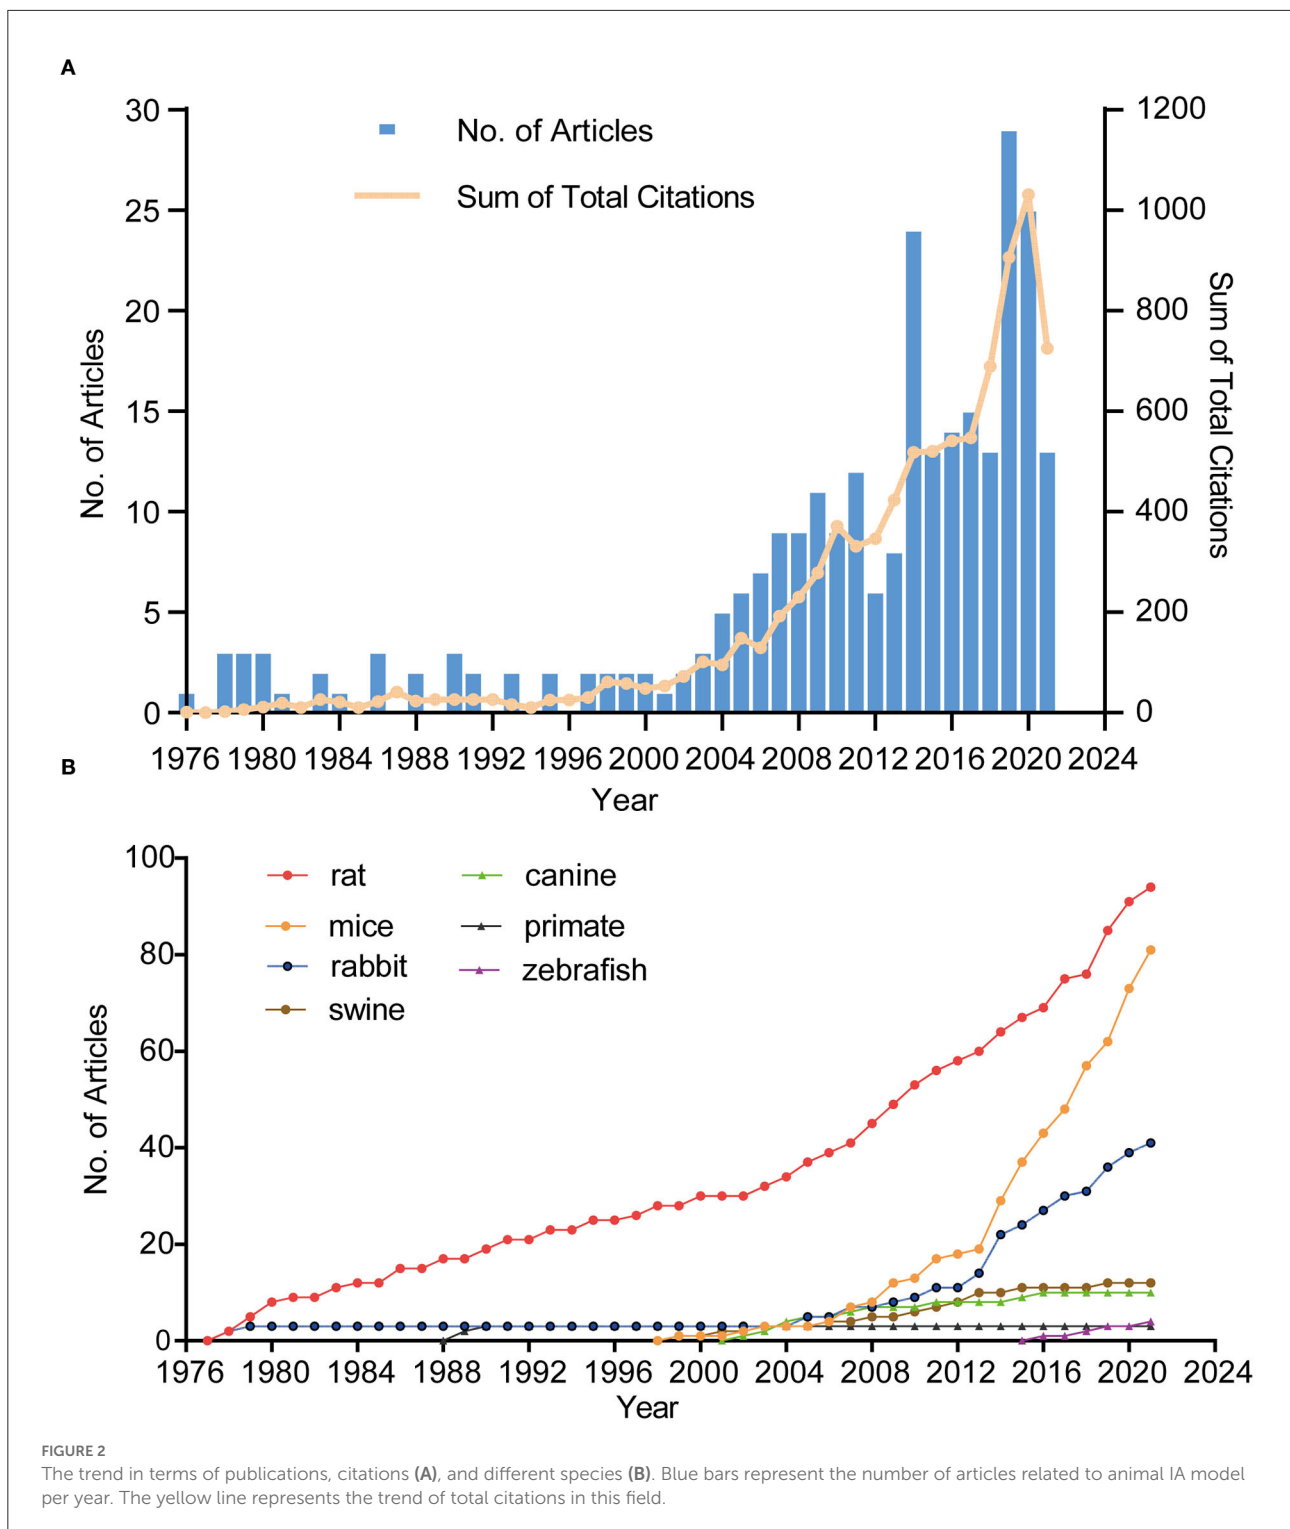 A
30
25
20
15
10
5
0
No. of Articles
No. of Articles
Sum of Total Citations
1200
1000
800
600
400
200
0
Sum of Total Citations
1976 1980 1984 1988 1992 1996 2000 2004 2008 2012 2016 2020 2024
Year
B
100
80
60
40
20
0
No. of Articles
rat
mice
rabbit
swine
canine
primate
zebrafish
1976 1980 1984 1988 1992 1996 2000 2004 2008 2012 2016 2020 2024
Year
FIGURE 2
The trend in terms of publications, citations (A), and different species (B). Blue bars represent the number of articles related to animal IA model
per year. The yellow line represents the trend of total citations in this field.